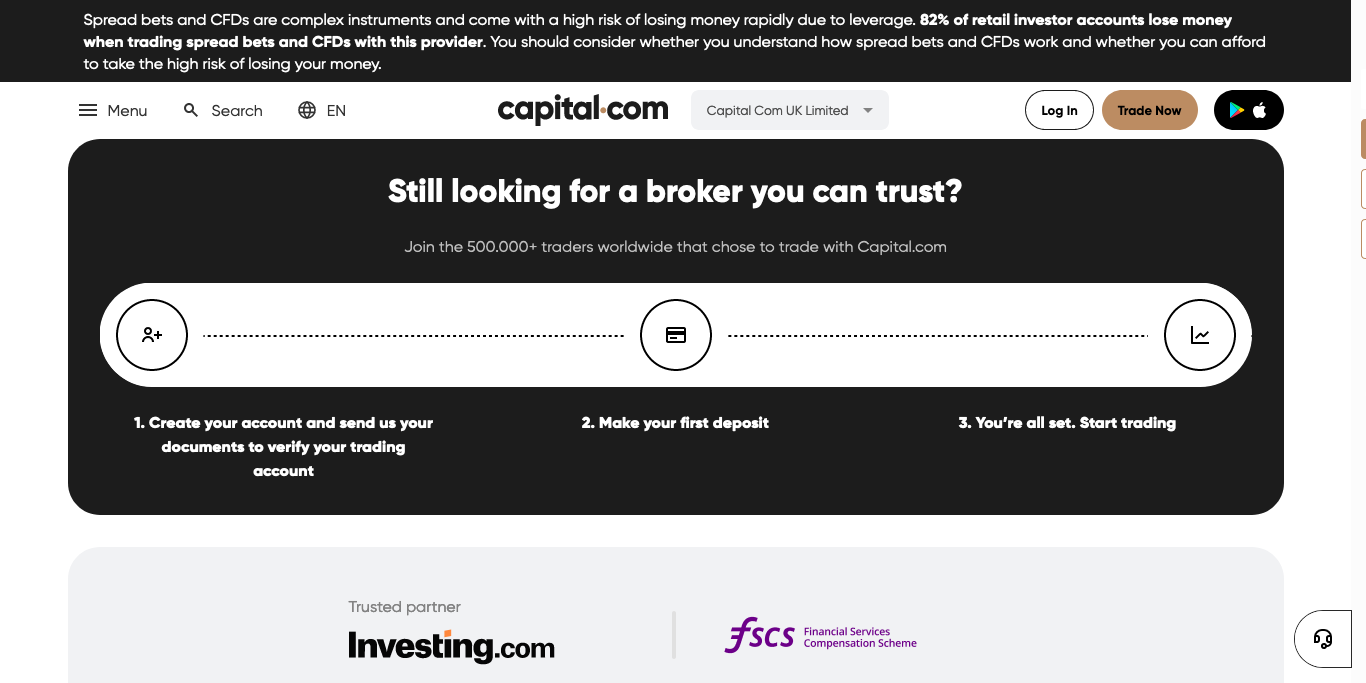 Spread bets and CFDs are complex instruments and come with a high risk of losing money rapidly due to leverage. 82% of retail investor accounts lose money
when trading spread bets and CFDs with this provider. You should consider whether you understand how spread bets and CFDs work and whether you can afford
to take the high risk of losing your money.
Menu
Search
EN
capital.com
Capital Com UK Limited
Log In
Trade Now
Still looking for a broker you can trust?
Join the 500.000+ traders worldwide that chose to trade with Capital.com
1. Create your account and send us your
documents to verify your trading
account
2. Make your first deposit
3. You’re all set. Start trading
Trusted partner
Investing.com
fscs
Financial Services
Compensation Scheme